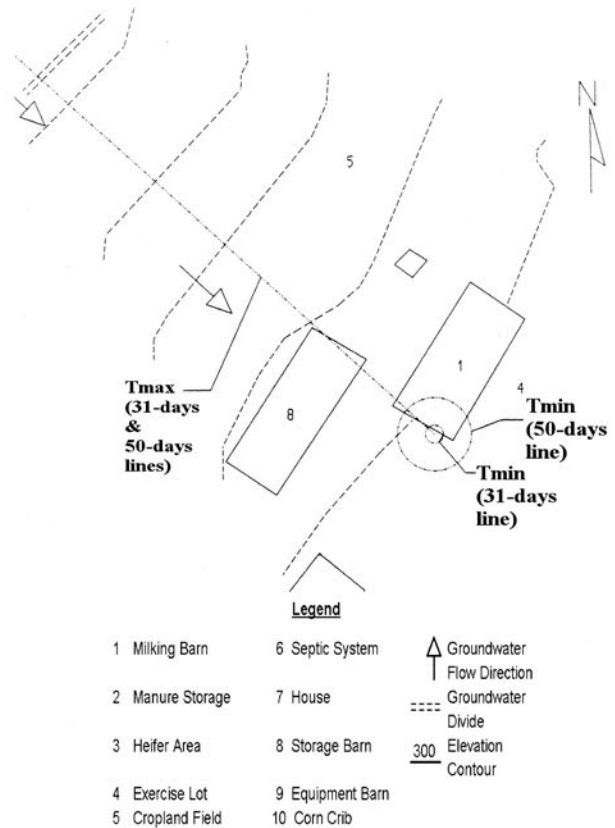 N
5
1
4
8
Tmax
(31-days
&
50-days
lines)
Tmin
(50-days
line)
Tmin
(31-days
line)
Legend
1 Milking Barn
2 Manure Storage
3 Heifer Area
4 Exercise Lot
5 Cropland Field
6 Septic System
7 House
8 Storage Barn
9 Equipment Barn
10 Corn Crib
Groundwater
Flow Direction
Groundwater
Divide
300 Elevation
Contour